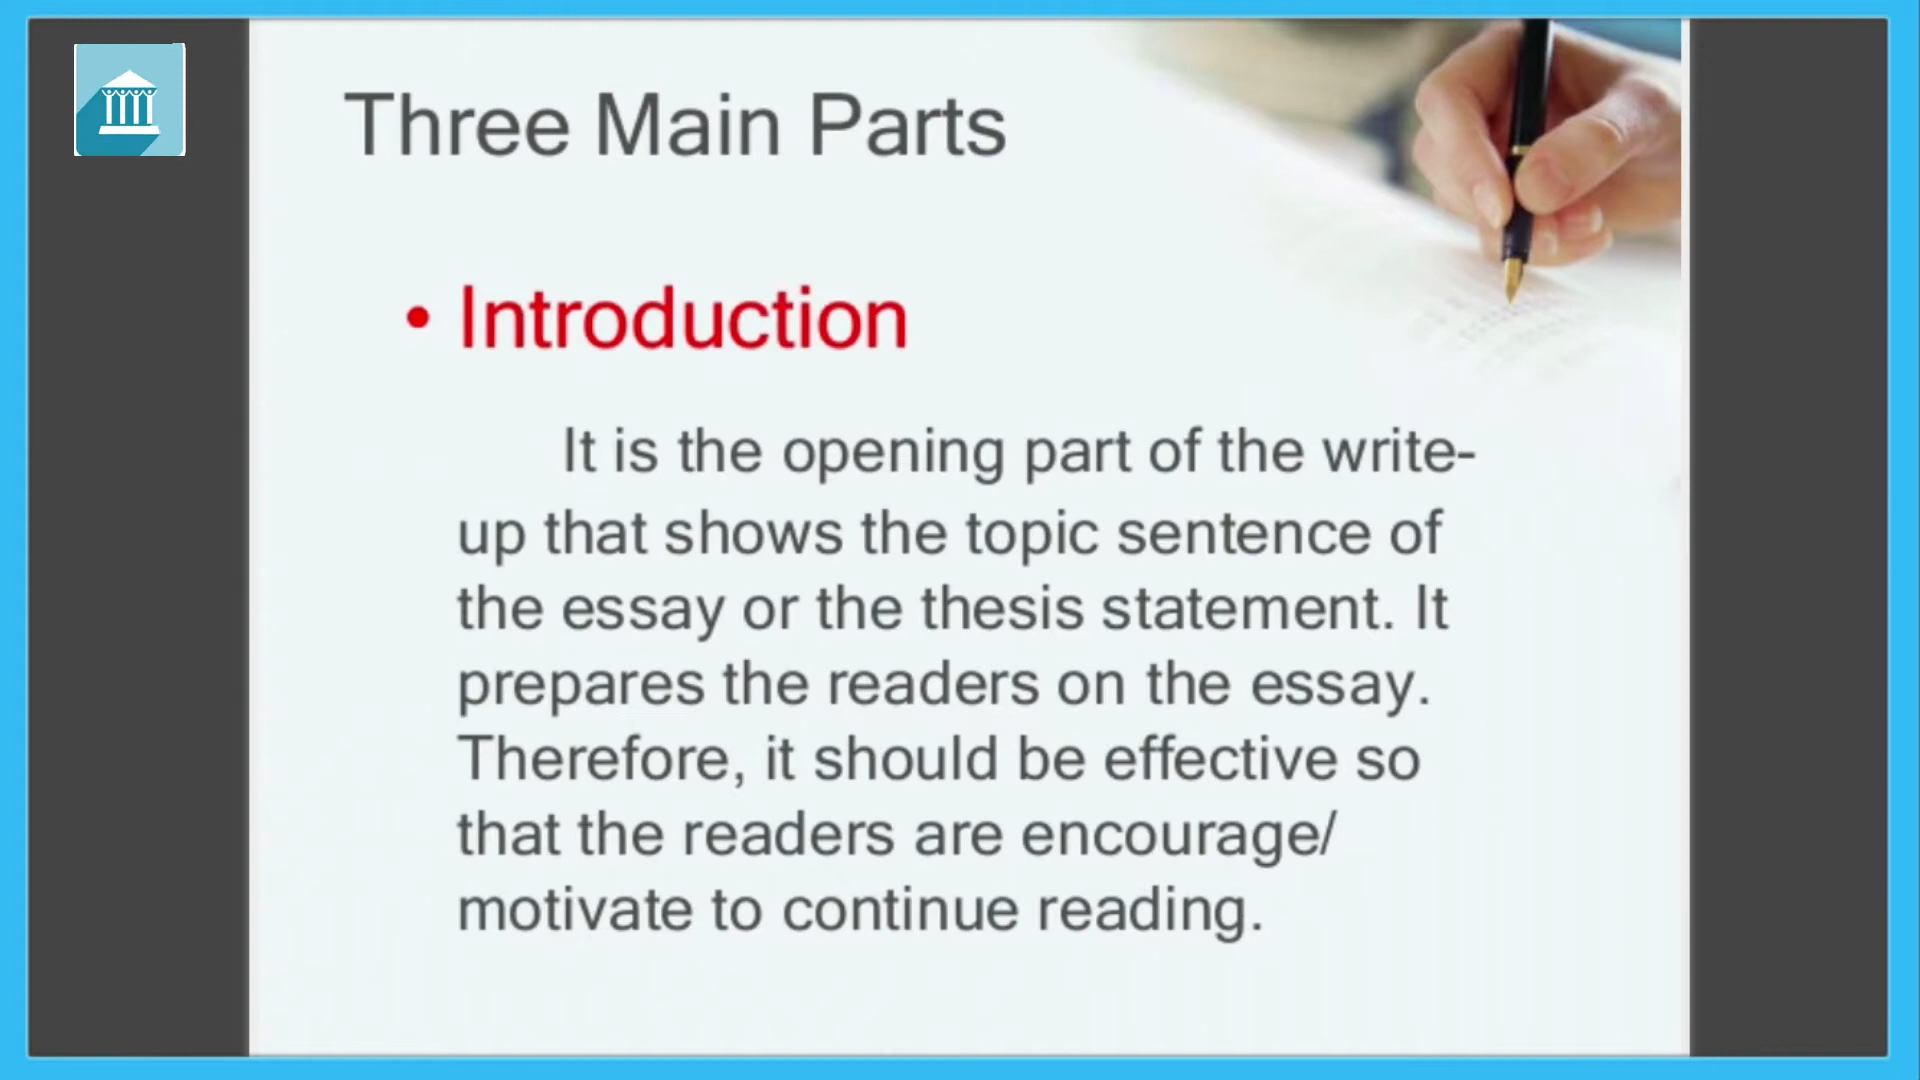 Three Main Parts
• Introduction
It is the opening part of the write-
up that shows the topic sentence of
the essay or the thesis statement. It
prepares the readers on the essay.
Therefore, it should be effective so
that the readers are encourage/
motivate to continue reading.